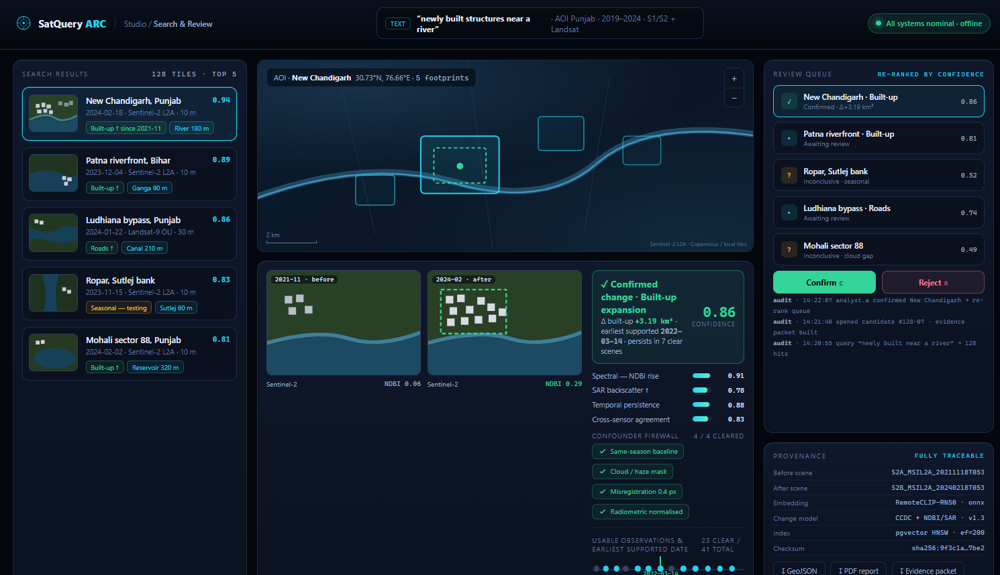 SatQuery ARC
Studio / Search & Review
TEXT
“newly built structures near a river”
· AOI Punjab · 2019–2024 · S1/S2 + Landsat
All systems nominal · offline
SEARCH RESULTS
128 TILES · TOP 5
New Chandigarh, Punjab 0.94
2024-02-18 · Sentinel-2 L2A · 10 m
Built-up ↑ since 2021-11 River 180 m
Patna riverfront, Bihar 0.89
2023-12-04 · Sentinel-2 L2A · 10 m
Built-up ↑ Ganga 90 m
Ludhiana bypass, Punjab 0.86
2024-01-22 · Landsat-9 OLI · 30 m
Roads ↑ Canal 210 m
Ropar, Sutlej bank 0.83
2023-11-15 · Sentinel-2 L2A · 10 m
Seasonal — testing Sutlej 60 m
Mohali sector 88, Punjab 0.81
2024-02-02 · Sentinel-2 L2A · 10 m
Built-up ↑ Reservoir 320 m
AOI · New Chandigarh 30.73°N, 76.66°E · 5 footprints
+
−
2 km
Sentinel-2 L2A · Copernicus / local tiles
2021-11 · before
Sentinel-2 NDBI 0.06
2024-02 · after
Sentinel-2 NDBI 0.29
✓ Confirmed
change · Built-up
expansion
Δ built-up +3.19 km² ·
earliest supported 2022-
03-14 · persists in 7 clear
scenes
0.86
CONFIDENCE
Spectral — NDBI rise 0.91
SAR backscatter ↑ 0.78
Temporal persistence 0.88
Cross-sensor agreement 0.83
CONFOUNDER FIREWALL 4 / 4 CLEARED
✓ Same-season baseline
✓ Cloud / haze mask
✓ Misregistration 0.4 px
✓ Radiometric normalised
USABLE OBSERVATIONS &
EARLIEST SUPPORTED DATE
23 CLEAR /
41 TOTAL
2022-03-14
REVIEW QUEUE
RE-RANKED BY CONFIDENCE
✓ New Chandigarh · Built-up 0.86
Confirmed · Δ+3.19 km²
• Patna riverfront · Built-up 0.81
Awaiting review
? Ropar, Sutlej bank 0.52
Inconclusive · seasonal
• Ludhiana bypass · Roads 0.74
Awaiting review
? Mohali sector 88 0.49
Inconclusive · cloud gap
Confirm C
Reject R
audit · 14:22:07 analyst.a confirmed New Chandigarh → re-
rank queue
audit · 14:21:40 opened candidate #128-07 · evidence
packet built
audit · 14:20:55 query “newly built near a river” → 128
hits
PROVENANCE
FULLY TRACEABLE
Before scene S2A_MSIL2A_20211118T053
After scene S2B_MSIL2A_20240218T053
Embedding RemoteCLIP-RN50 · onnx
Change model CCDC + NDBI/SAR · v1.3
Index pgvector HNSW · ef=200
Checksum sha256:9f3c1a…7be2
↧ GeoJSON
↧ PDF report
↧ Evidence packet